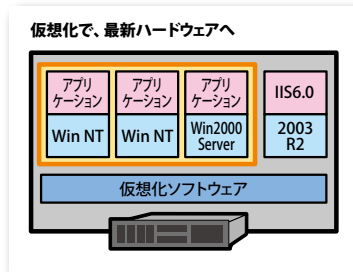 仮想化で、最新ハードウェアへ
アプリ
ケーション
アプリ
ケーション
アプリ
ケーション
IIS6.0
Win NT
Win NT
Win2000
Server
2003
R2
仮想化ソフトウェア